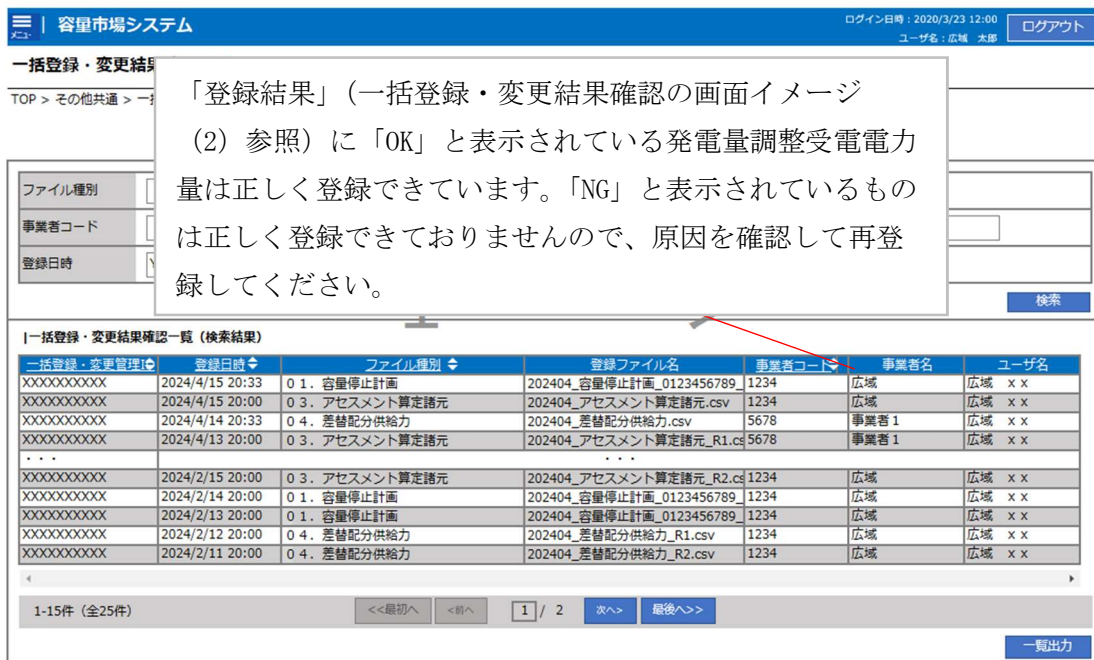 容量市場システム
メニュー
ログイン日時：2020/3/23 12:00
ユーザ名：広域 太郎
ログアウト
一括登録・変更結果
TOP > その他共通 >
「登録結果」(一括登録・変更結果確認の画面イメージ
(2) 参照) に「OK」と表示されている発電量調整受電電力
量は正しく登録できています。「NG」と表示されているもの
は正しく登録できておりませんので、原因を確認して再登
録してください。
ファイル種別
事業者コード
登録日時
検索
|一括登録・変更結果確認一覧（検索結果）
一括登録・変更管理I 登録日時 ファイル種別 登録ファイル名 事業者コード 事業者名 ユーザ名
XXXXXXXXXX 2024/4/15 20:33 ０１．容量停止計画 202404_容量停止計画_0123456789_ 1234 広域 広域 ｘｘ
XXXXXXXXXX 2024/4/15 20:00 ０３．アセスメント算定諸元 202404_アセスメント算定諸元.csv 1234 広域 広域 ｘｘ
XXXXXXXXXX 2024/4/14 20:33 ０４．差替配分供給力 202404_差替配分供給力.csv 5678 事業者1 広域 ｘｘ
XXXXXXXXXX 2024/4/13 20:00 ０３．アセスメント算定諸元 202404_アセスメント算定諸元_R1.cs 5678 事業者1 広域 ｘｘ
・・・ ・・・
XXXXXXXXXX 2024/2/15 20:00 ０３．アセスメント算定諸元 202404_アセスメント算定諸元_R2.cs 1234 広域 広域 ｘｘ
XXXXXXXXXX 2024/2/14 20:00 ０１．容量停止計画 202404_容量停止計画_0123456789_ 1234 広域 広域 ｘｘ
XXXXXXXXXX 2024/2/13 20:00 ０１．容量停止計画 202404_容量停止計画_0123456789_ 1234 広域 広域 ｘｘ
XXXXXXXXXX 2024/2/12 20:00 ０４．差替配分供給力 202404_差替配分供給力_R1.csv 1234 広域 広域 ｘｘ
XXXXXXXXXX 2024/2/11 20:00 ０４．差替配分供給力 202404_差替配分供給力_R2.csv 1234 広域 広域 ｘｘ
1-15件（全25件） <<最初へ <前へ 1 / 2 次へ> 最後へ>>
一覧出力